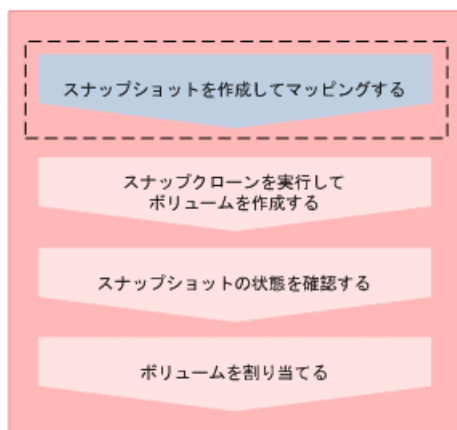 スナップショットを作成してマッピングする
スナップクローンを実行して
ボリュームを作成する
スナップショットの状態を確認する
ボリュームを割り当てる